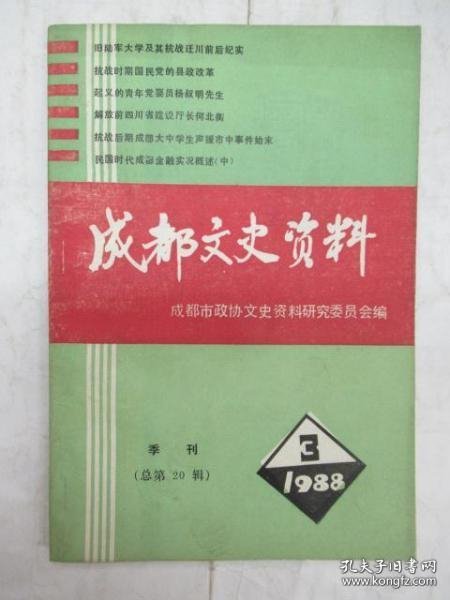 旧陆军大学及其抗战迁川前后纪实
抗战时期国民党的县政改革
起义的青年党要员杨叔明先生
解放前四川省建设厅长何北衡
抗战后期成都大中学生声援市中事件始末
民国时代成都金融实况概述(中)
成都文史资料
成都市政协文史资料研究委员会编
季刊
(总第20辑)
3
1988
孔夫子旧书网
www.kongfz.com